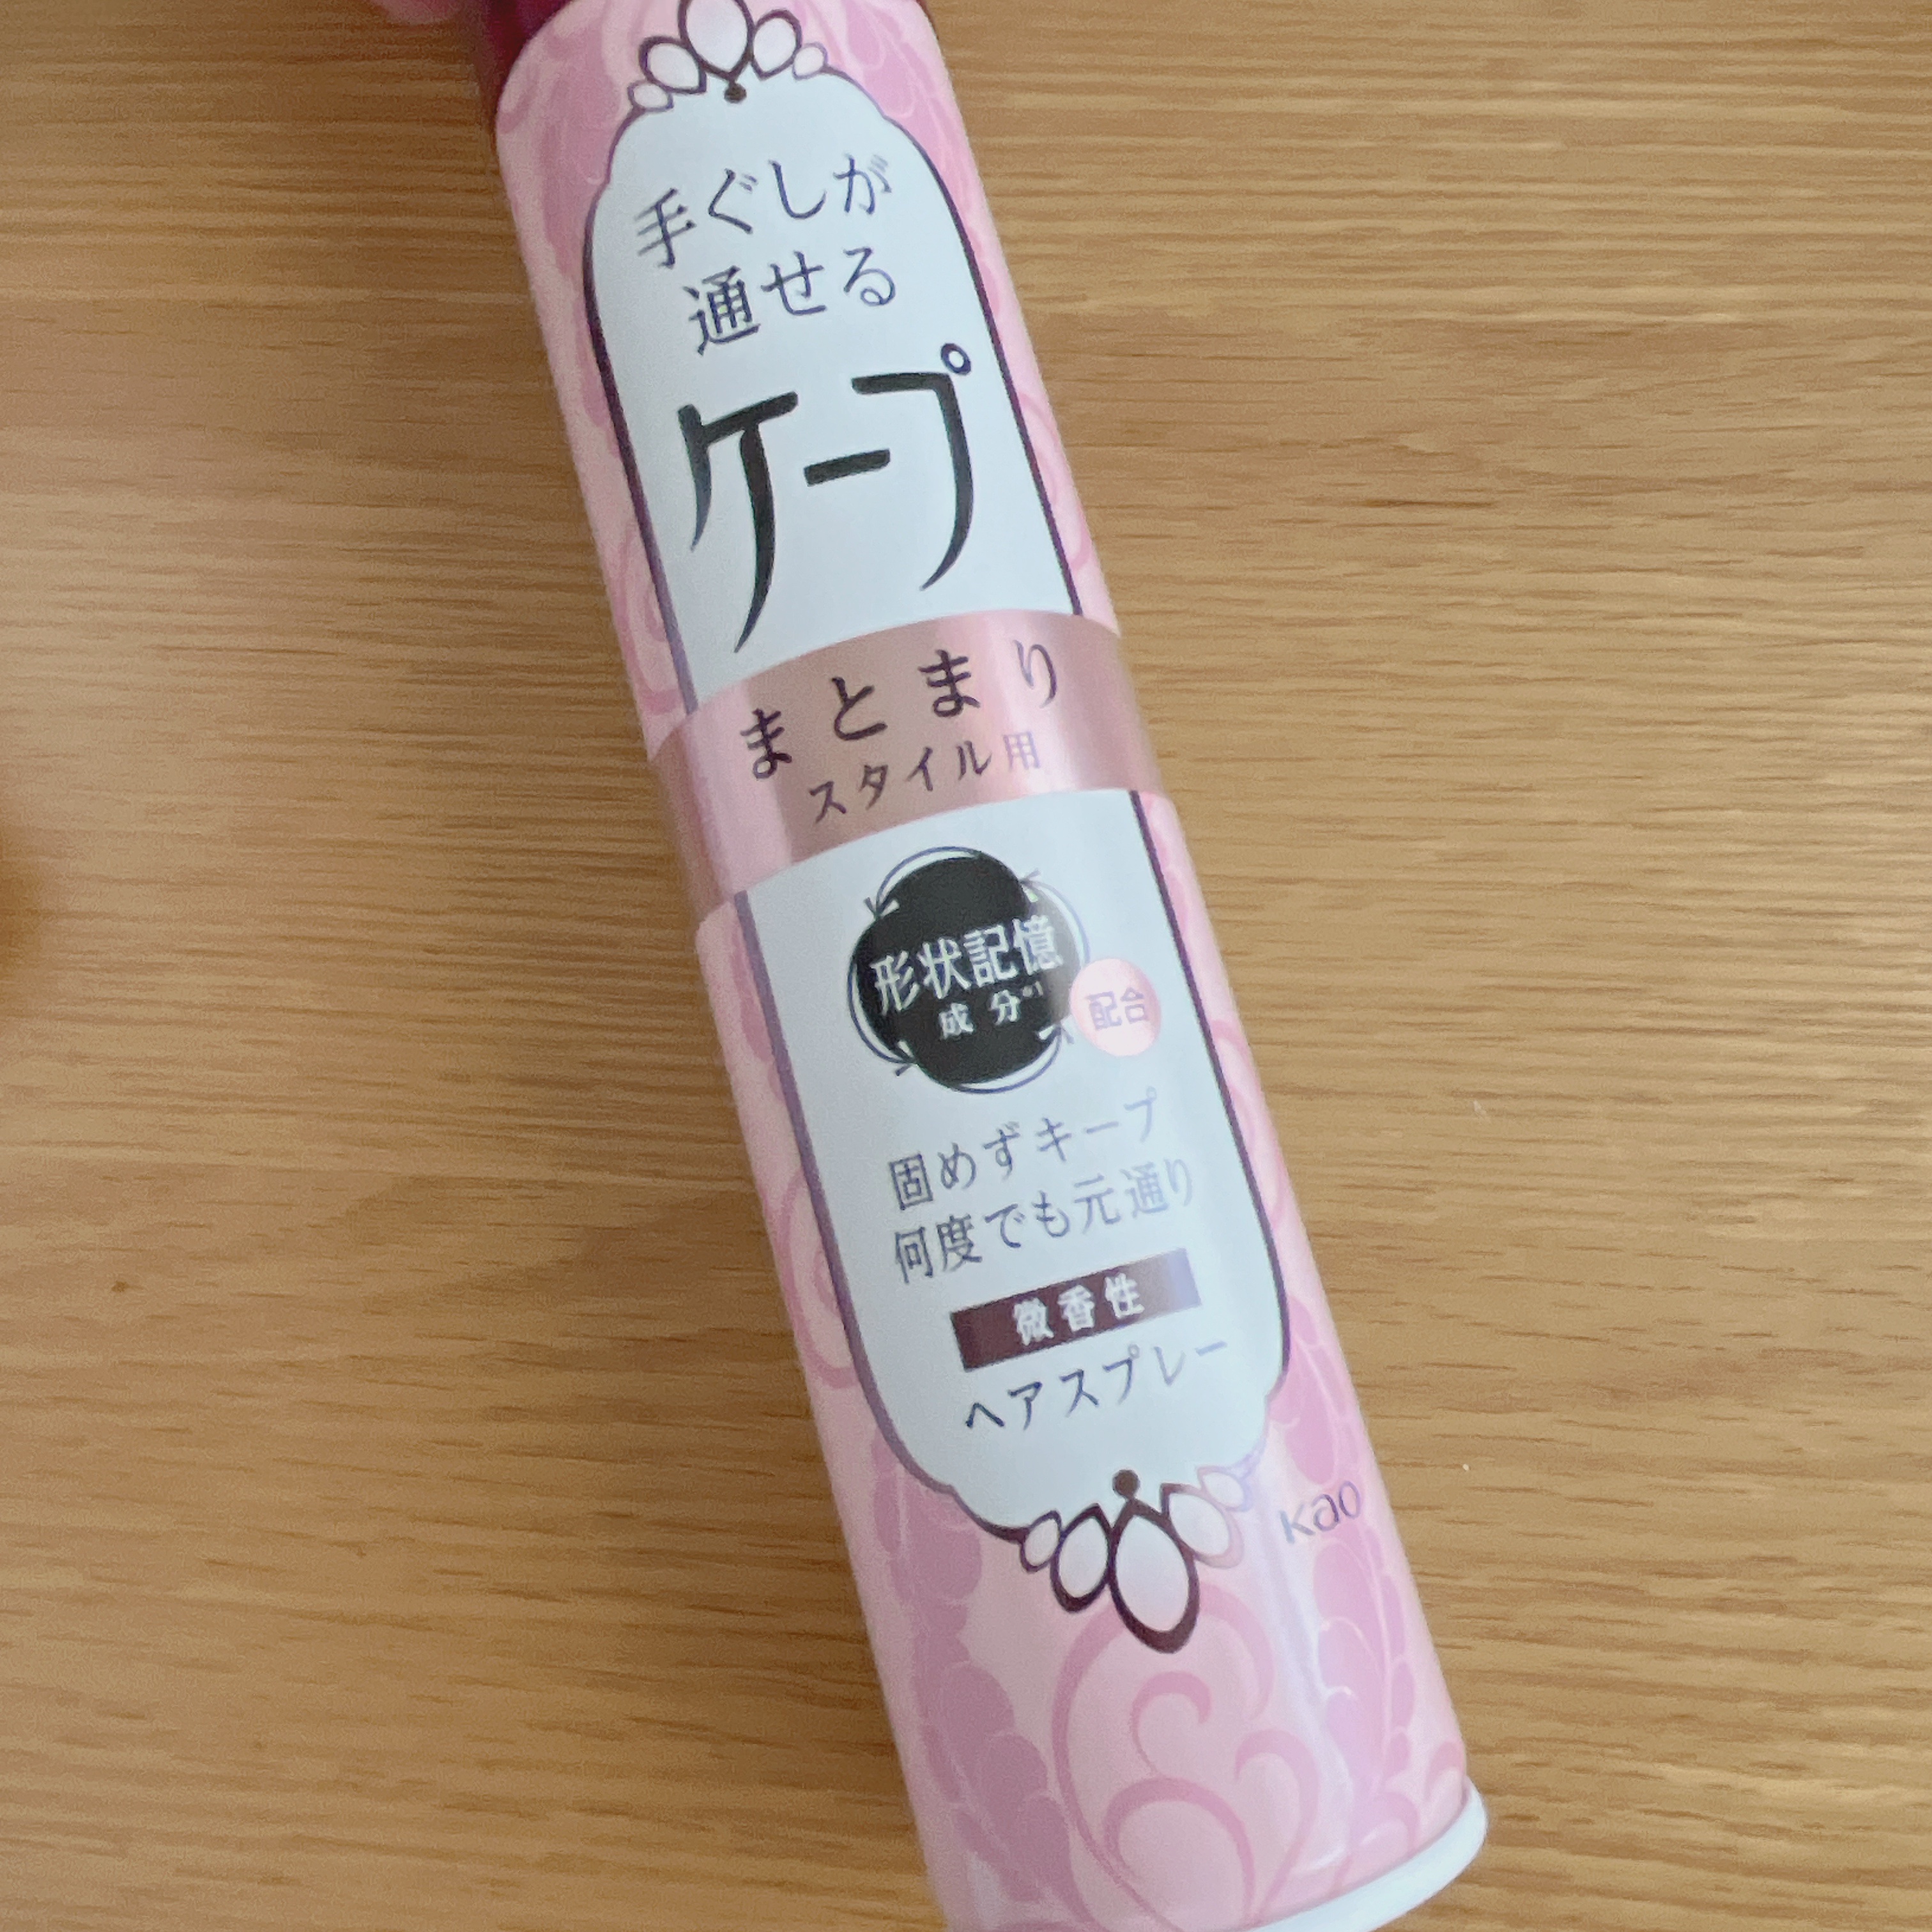 手ぐしが
通せる
ケープ
まとまり
スタイル用
形状記憶
成分*1
配合
固めずキープ
何度でも元通り
微香性
ヘアスプレー
kao